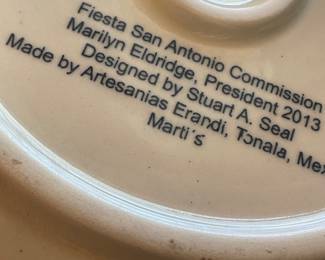 Fiesta San Antonio Commission
Marilyn Eldridge, President 2013
Designed by Stuart A. Seal
Made by Artesanias Erandi, Tonala, Mex
Marti's